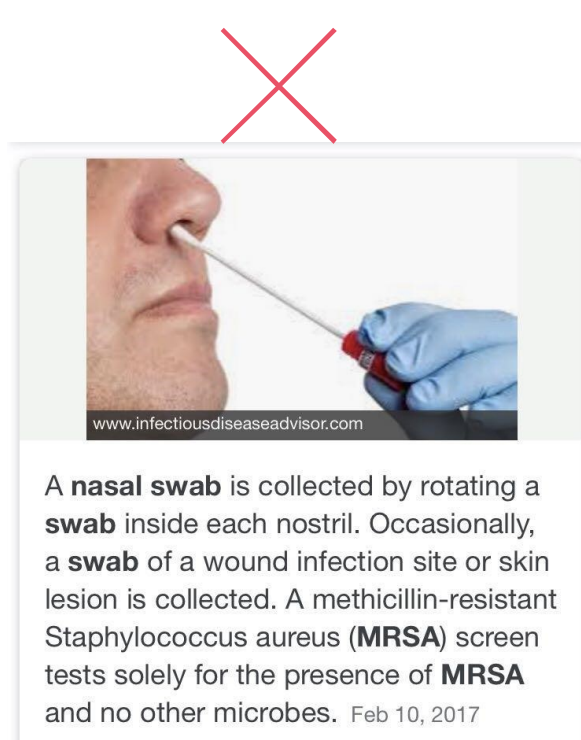 www.infectiousdiseaseadvisor.com
A nasal swab is collected by rotating a
swab inside each nostril. Occasionally,
a swab of a wound infection site or skin
lesion is collected. A methicillin-resistant
Staphylococcus aureus (MRSA) screen
tests solely for the presence of MRSA
and no other microbes. Feb 10, 2017